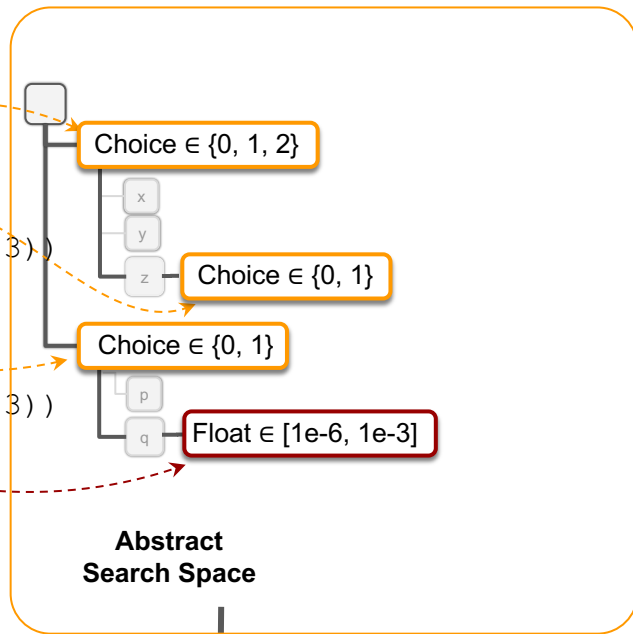 Choice ∈ {0, 1, 2}
x
y
3))
z
Choice ∈ {0, 1}
Choice ∈ {0, 1}
p
3))
q
Float ∈ [1e-6, 1e-3]
Abstract
Search Space